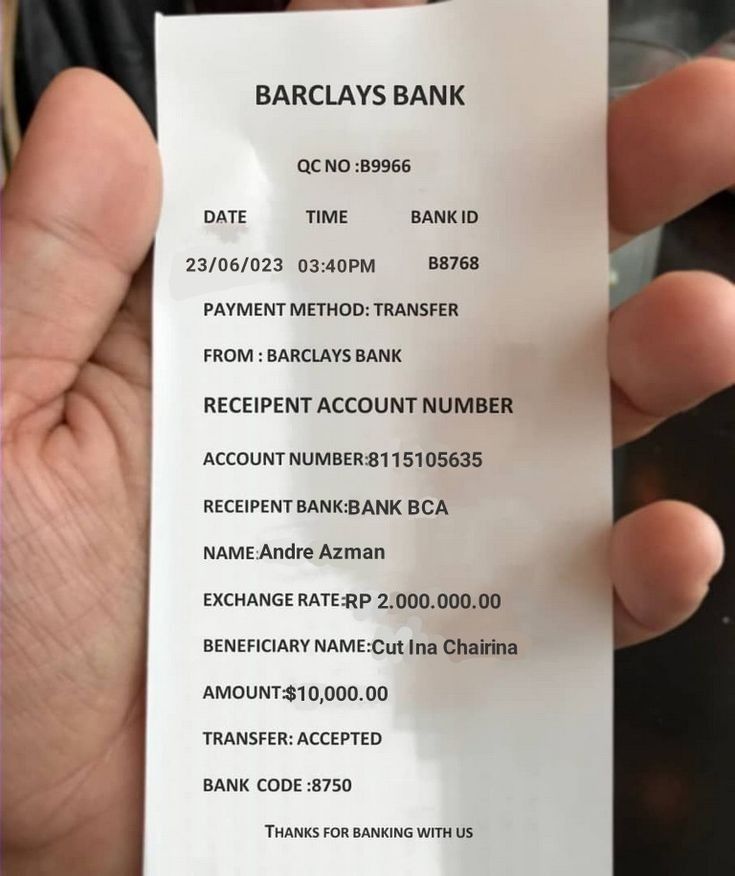 BARCLAYS BANK
QC NO :B9966
DATE TIME BANK ID
23/06/023 03:40PM B8768
PAYMENT METHOD: TRANSFER
FROM : BARCLAYS BANK
RECEIPENT ACCOUNT NUMBER
ACCOUNT NUMBER:8115105635
RECEIPENT BANK:BANK BCA
NAME:Andre Azman
EXCHANGE RATE:RP 2.000.000.00
BENEFICIARY NAME:Cut Ina Chairina
AMOUNT:$10,000.00
TRANSFER: ACCEPTED
BANK CODE :8750
THANKS FOR BANKING WITH US